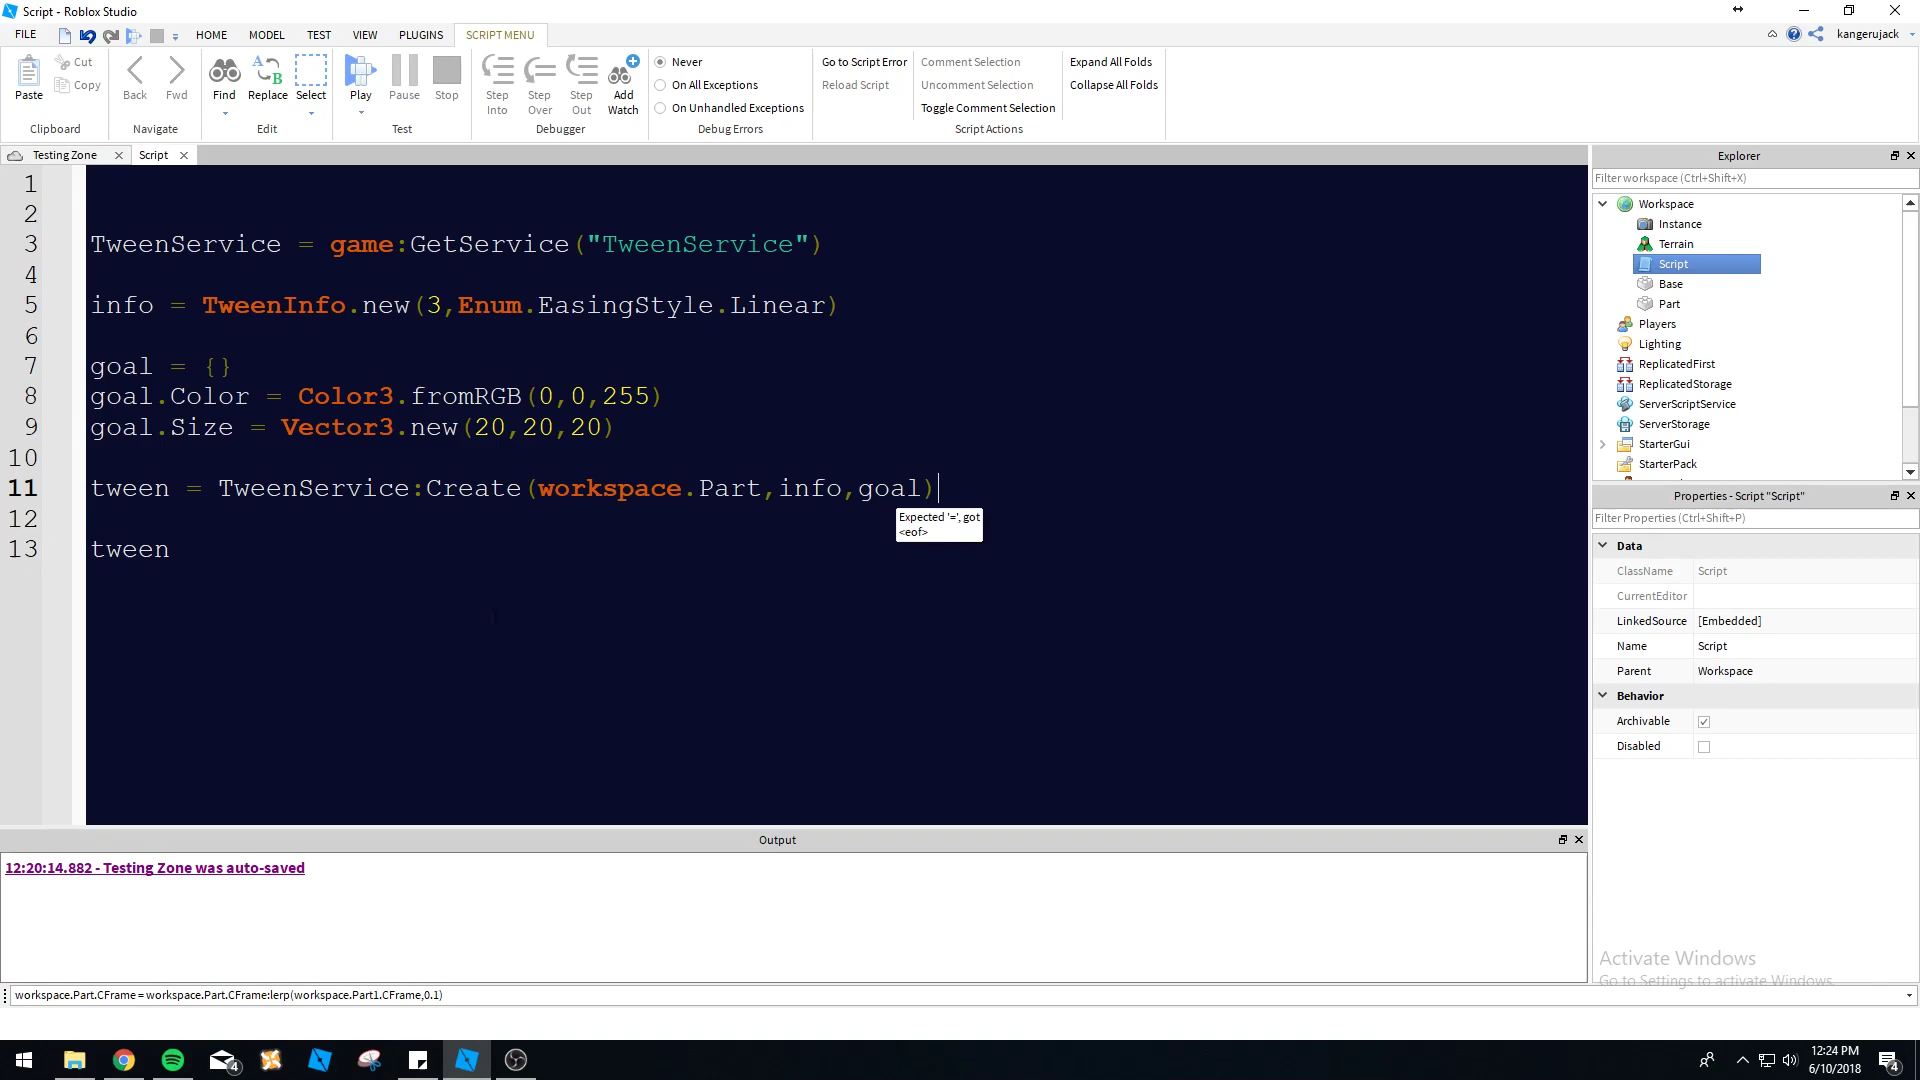 Script - Roblox Studio
FILE
HOME
MODEL
TEST
VIEW
PLUGINS
SCRIPT MENU
kangerujack
Paste
Cut
Copy
Clipboard
Back
Fwd
Navigate
Find
Replace
Select
Edit
Play
Pause
Stop
Test
Step Into
Step Over
Step Out
Add Watch
Debugger
Never
On All Exceptions
On Unhandled Exceptions
Debug Errors
Go to Script Error
Reload Script
Comment Selection
Uncomment Selection
Toggle Comment Selection
Script Actions
Expand All Folds
Collapse All Folds
Testing Zone
Script
1
2
3 TweenService = game:GetService("TweenService")
4
5 info = TweenInfo.new(3,Enum.EasingStyle.Linear)
6
7 goal = {}
8 goal.Color = Color3.fromRGB(0,0,255)
9 goal.Size = Vector3.new(20,20,20)
10
11 tween = TweenService:Create(workspace.Part,info,goal)
12
13 tween
Expected '=', got
<eof>
Explorer
Filter workspace (Ctrl+Shift+X)
Workspace
Instance
Terrain
Script
Base
Part
Players
Lighting
ReplicatedFirst
ReplicatedStorage
ServerScriptService
ServerStorage
StarterGui
StarterPack
Properties - Script "Script"
Filter Properties (Ctrl+Shift+P)
Data
ClassName Script
CurrentEditor
LinkedSource [Embedded]
Name Script
Parent Workspace
Behavior
Archivable
Disabled
Output
12:20:14.882 - Testing Zone was auto-saved
workspace.Part.CFrame = workspace.Part.CFrame:lerp(workspace.Part1.CFrame,0.1)
Activate Windows
Go to Settings to activate Windows.
4
12:24 PM
6/10/2018
4